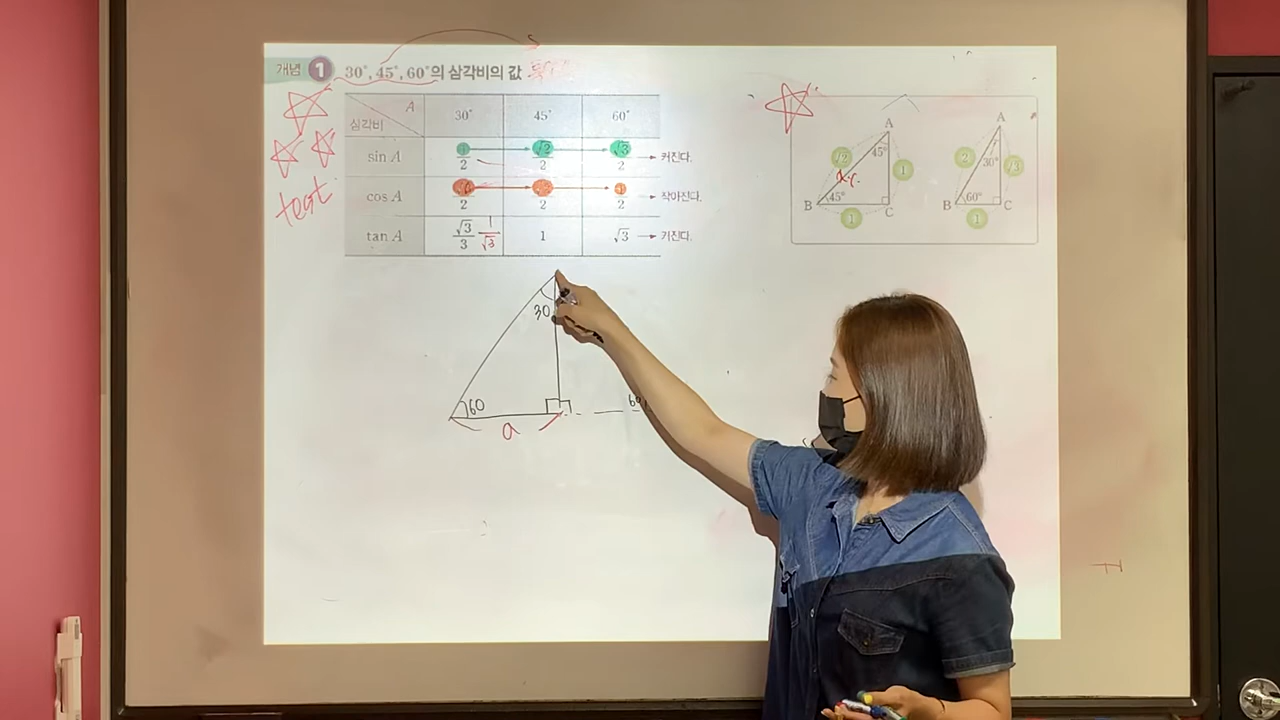 개념 1 30°, 45°, 60°의 삼각비의 값
A
삼각비
30° 45° 60°
sin A 1/2 √2/2 √3/2 → 커진다.
cos A /2 /2 1/2 → 작아진다.
tan A √3/3 1/√3 1 √3 → 커진다.
test
A
45°
√2
1
B
45°
C
1
A
30°
2
√3
B
60°
C
1
30
60
60
a